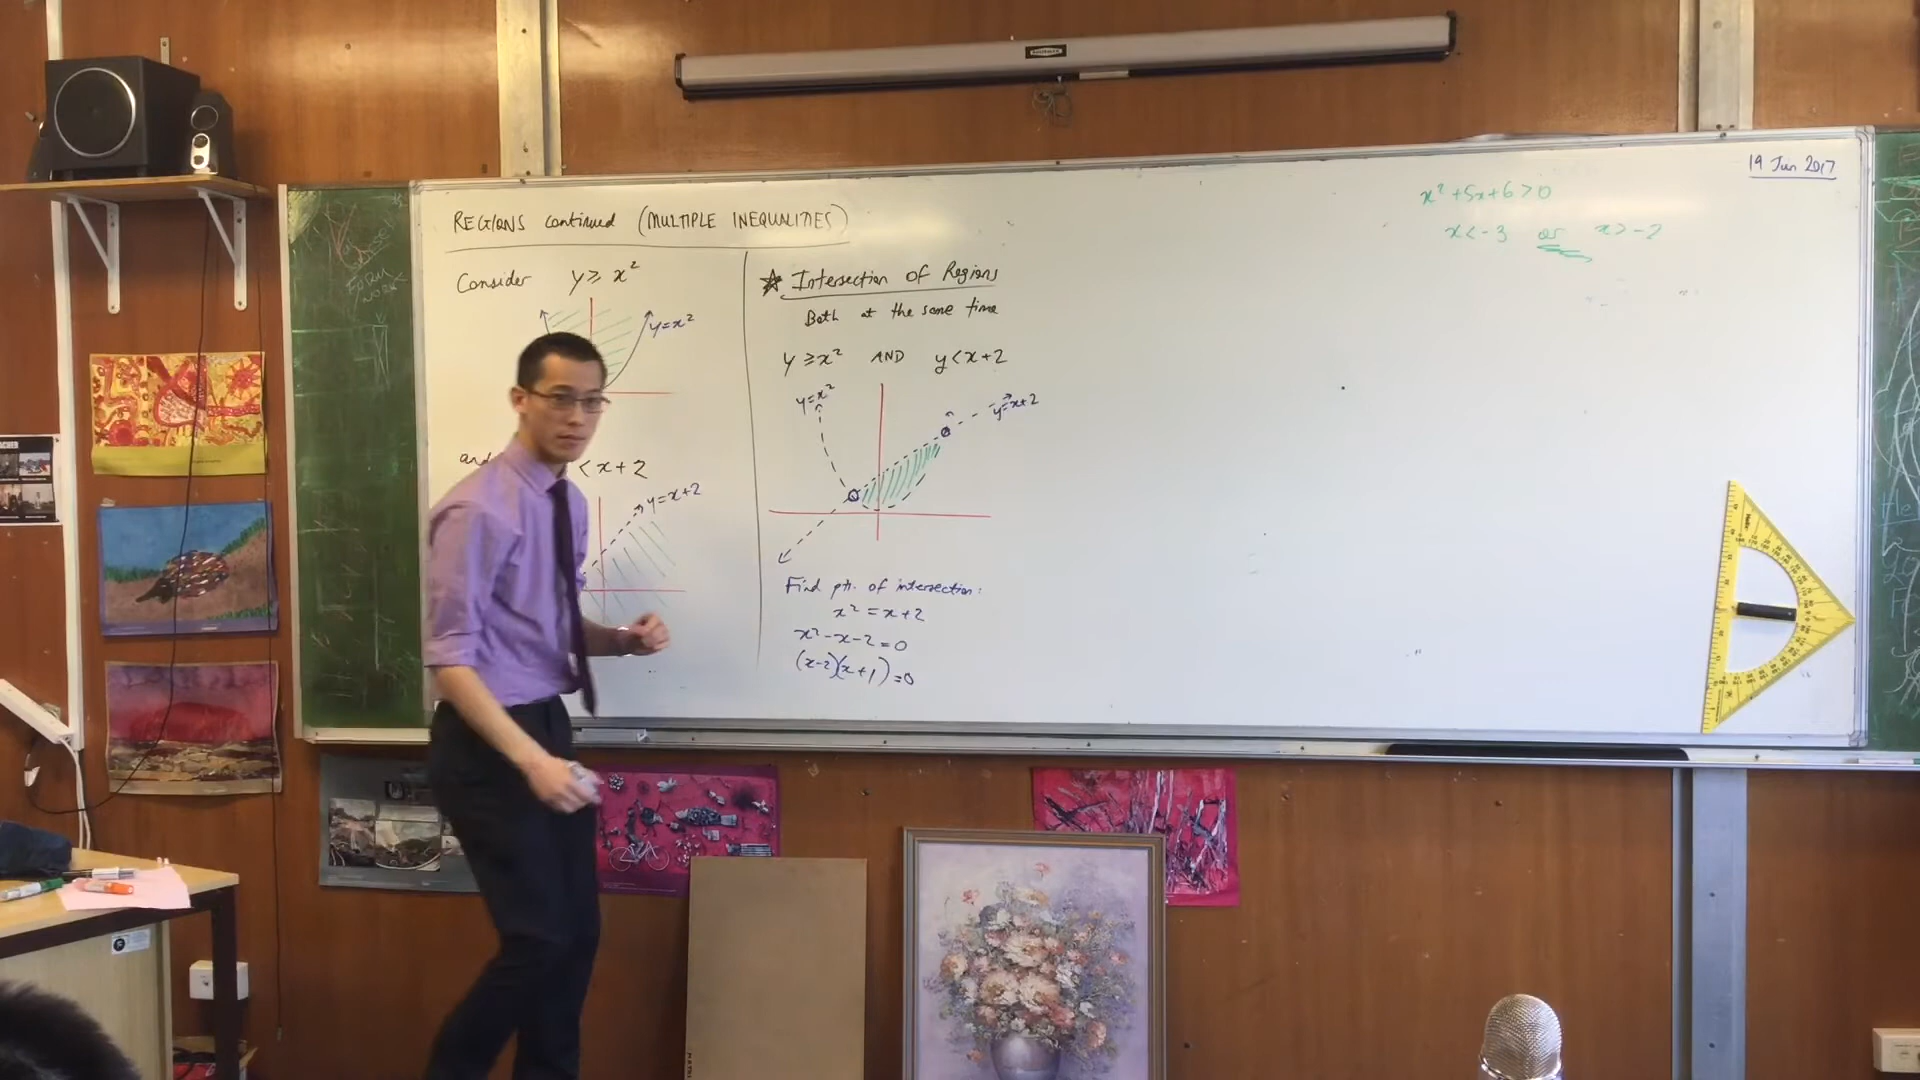 REGIONS continued (MULTIPLE INEQUALITIES)
Consider y ≥ x²
y=x²
and
< x+2
y=x+2
Intersection of Regions
Both at the same time
y ≥ x² AND y < x+2
y=x²
y=x+2
Find pts. of intersection:
x² = x+2
x²-x-2=0
(x-2)(x+1)=0
19 Jun 2017
x²+5x+6>0
x<-3 or x>-2